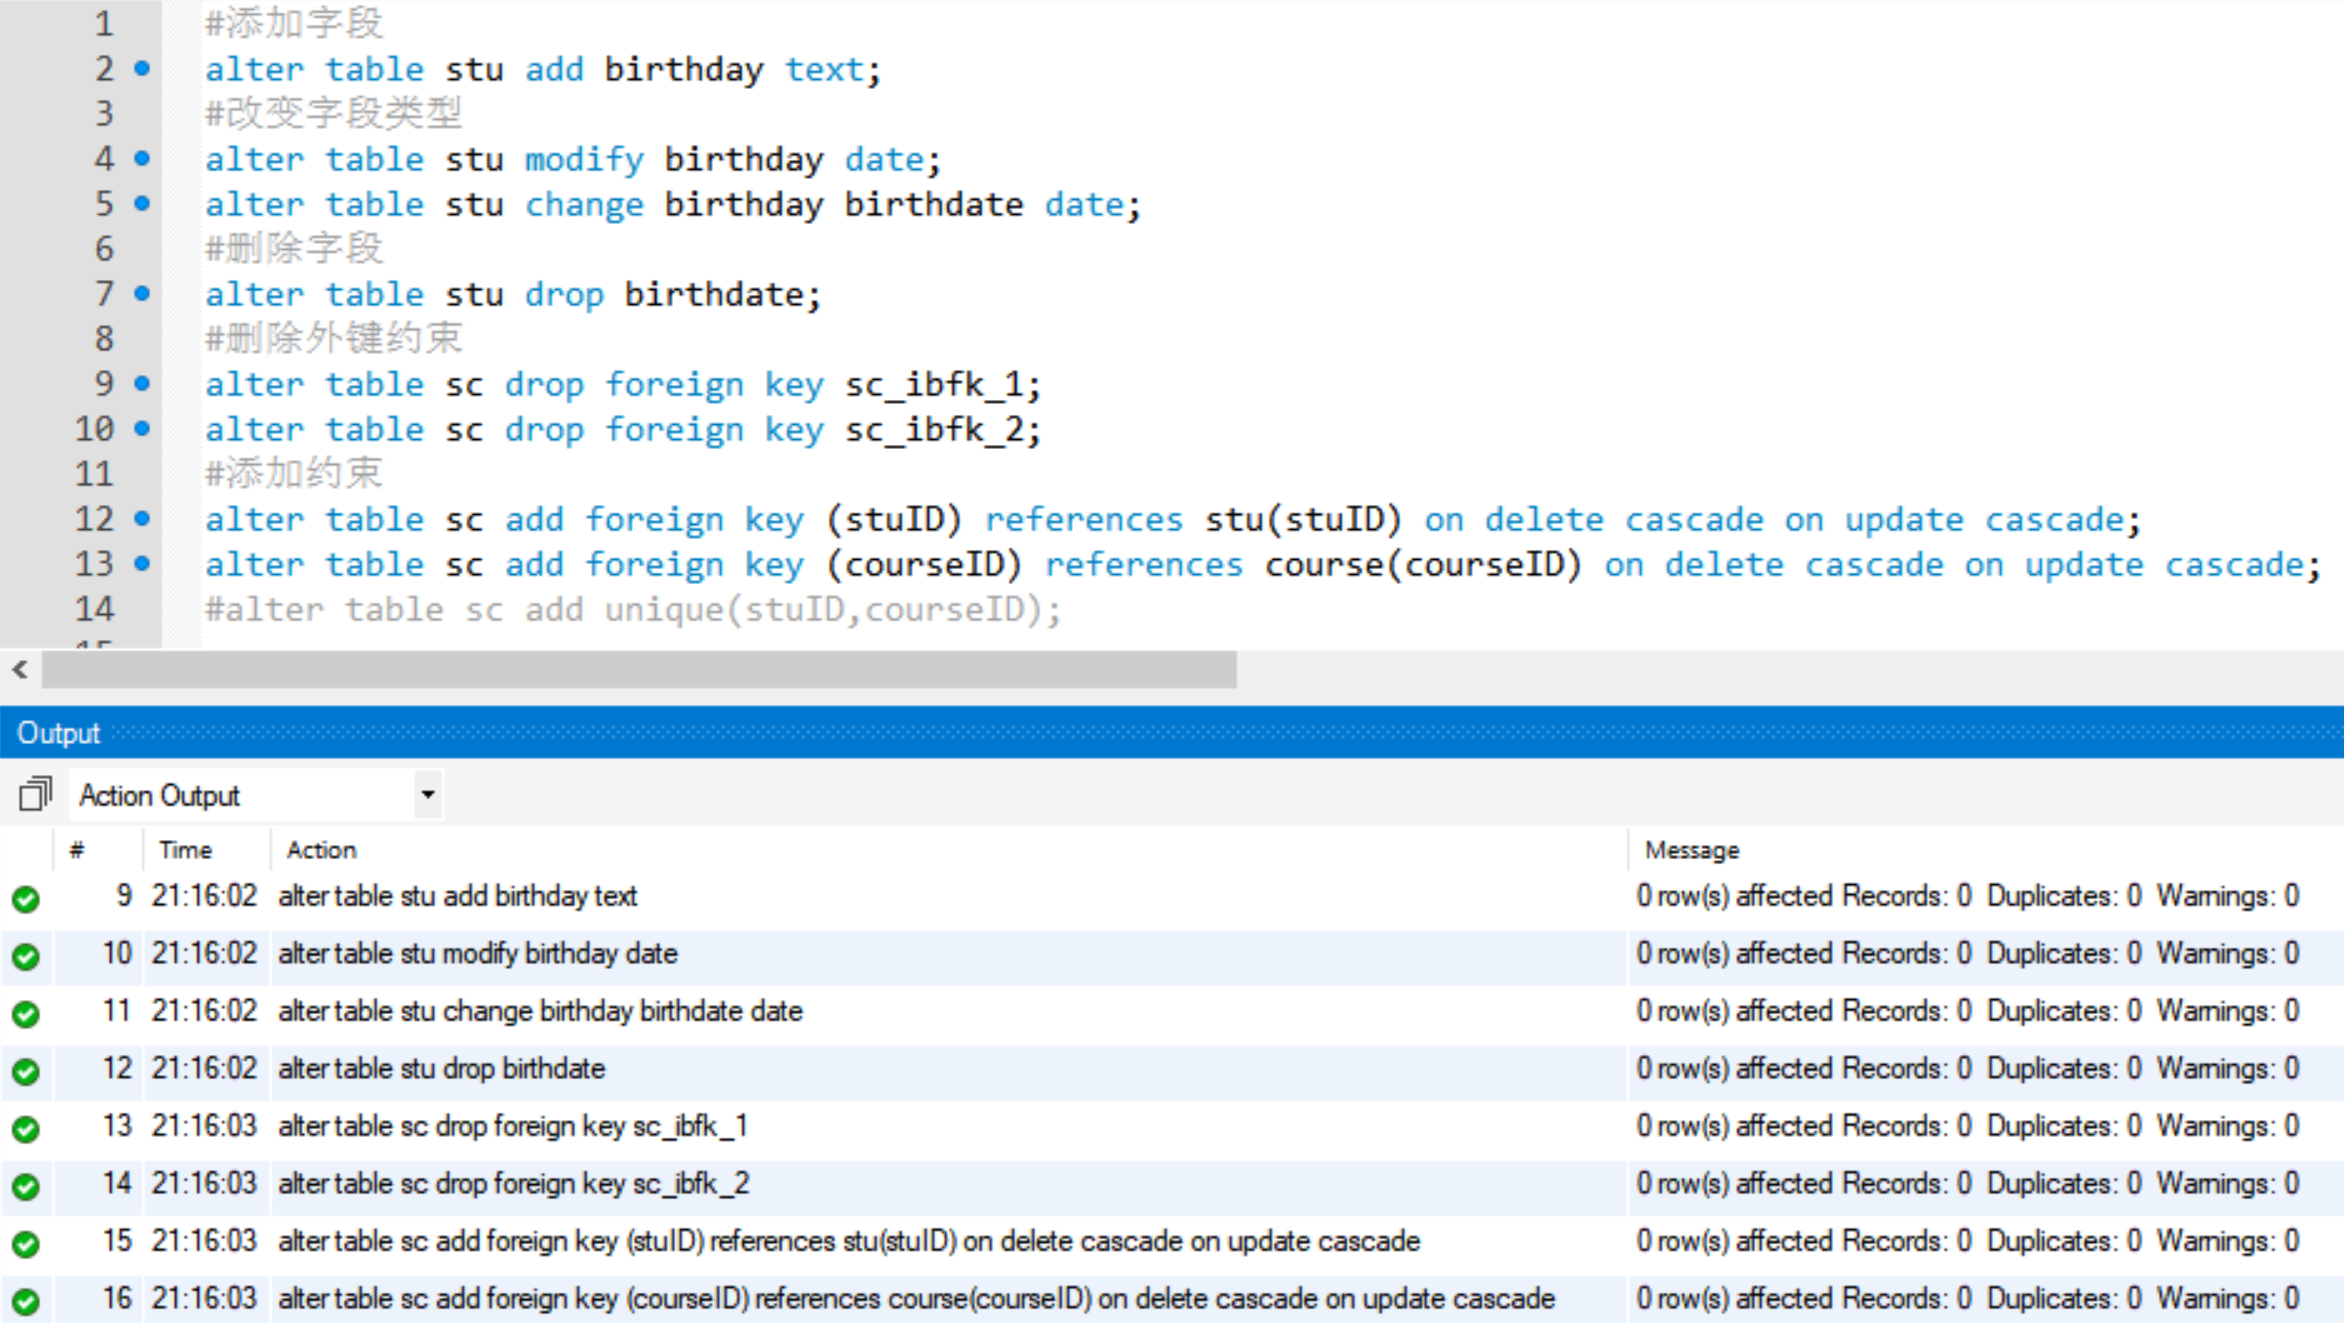 1 #添加字段
2 alter table stu add birthday text;
3 #改变字段类型
4 alter table stu modify birthday date;
5 alter table stu change birthday birthdate date;
6 #删除字段
7 alter table stu drop birthdate;
8 #删除外键约束
9 alter table sc drop foreign key sc_ibfk_1;
10 alter table sc drop foreign key sc_ibfk_2;
11 #添加约束
12 alter table sc add foreign key (stuID) references stu(stuID) on delete cascade on update cascade;
13 alter table sc add foreign key (courseID) references course(courseID) on delete cascade on update cascade;
14 #alter table sc add unique(stuID,courseID);
Output
Action Output
# Time Action Message
9 21:16:02 alter table stu add birthday text 0 row(s) affected Records: 0 Duplicates: 0 Warnings: 0
10 21:16:02 alter table stu modify birthday date 0 row(s) affected Records: 0 Duplicates: 0 Warnings: 0
11 21:16:02 alter table stu change birthday birthdate date 0 row(s) affected Records: 0 Duplicates: 0 Warnings: 0
12 21:16:02 alter table stu drop birthdate 0 row(s) affected Records: 0 Duplicates: 0 Warnings: 0
13 21:16:03 alter table sc drop foreign key sc_ibfk_1 0 row(s) affected Records: 0 Duplicates: 0 Warnings: 0
14 21:16:03 alter table sc drop foreign key sc_ibfk_2 0 row(s) affected Records: 0 Duplicates: 0 Warnings: 0
15 21:16:03 alter table sc add foreign key (stuID) references stu(stuID) on delete cascade on update cascade 0 row(s) affected Records: 0 Duplicates: 0 Warnings: 0
16 21:16:03 alter table sc add foreign key (courseID) references course(courseID) on delete cascade on update cascade 0 row(s) affected Records: 0 Duplicates: 0 Warnings: 0